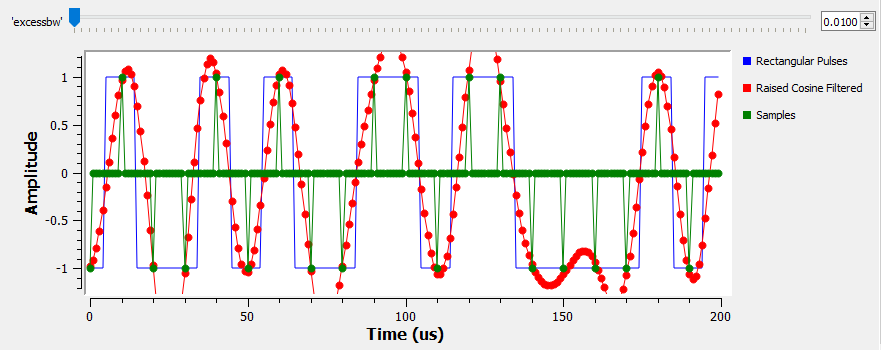 'excessbw'
0.0100
Rectangular Pulses
Raised Cosine Filtered
Samples
Amplitude
1
0.5
0
-0.5
-1
0
50
100
150
200
Time (us)